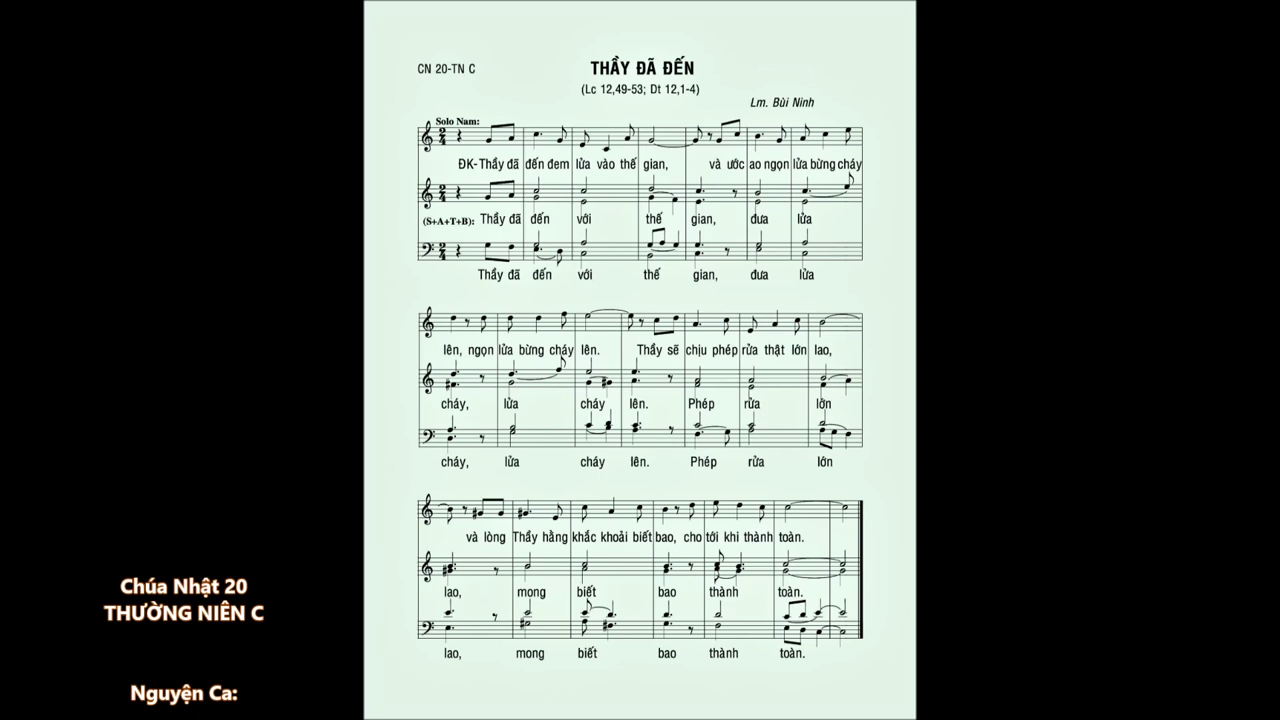 CN 20-TN C
THẦY ĐÃ ĐẾN
(Lc 12,49-53; Dt 12,1-4)
Lm. Bùi Ninh
Solo Nam:
ĐK-Thầy đã đến đem lửa vào thế gian, và ước ao ngọn lửa bừng cháy
(S+A+T+B): Thầy đã đến với thế gian, đưa lửa
Thầy đã đến với thế gian, đưa lửa
lên, ngọn lửa bừng cháy lên. Thầy sẽ chịu phép rửa thật lớn lao,
cháy, lửa cháy lên. Phép rừa lớn
cháy, lửa cháy lên. Phép rửa lớn
và lòng Thầy hằng khắc khoải biết bao, cho tới khi thành toàn.
lao, mong biết bao thành toàn.
lao, mong biết bao thành toàn.
Chúa Nhật 20
THƯỜNG NIÊN C
Nguyện Ca: